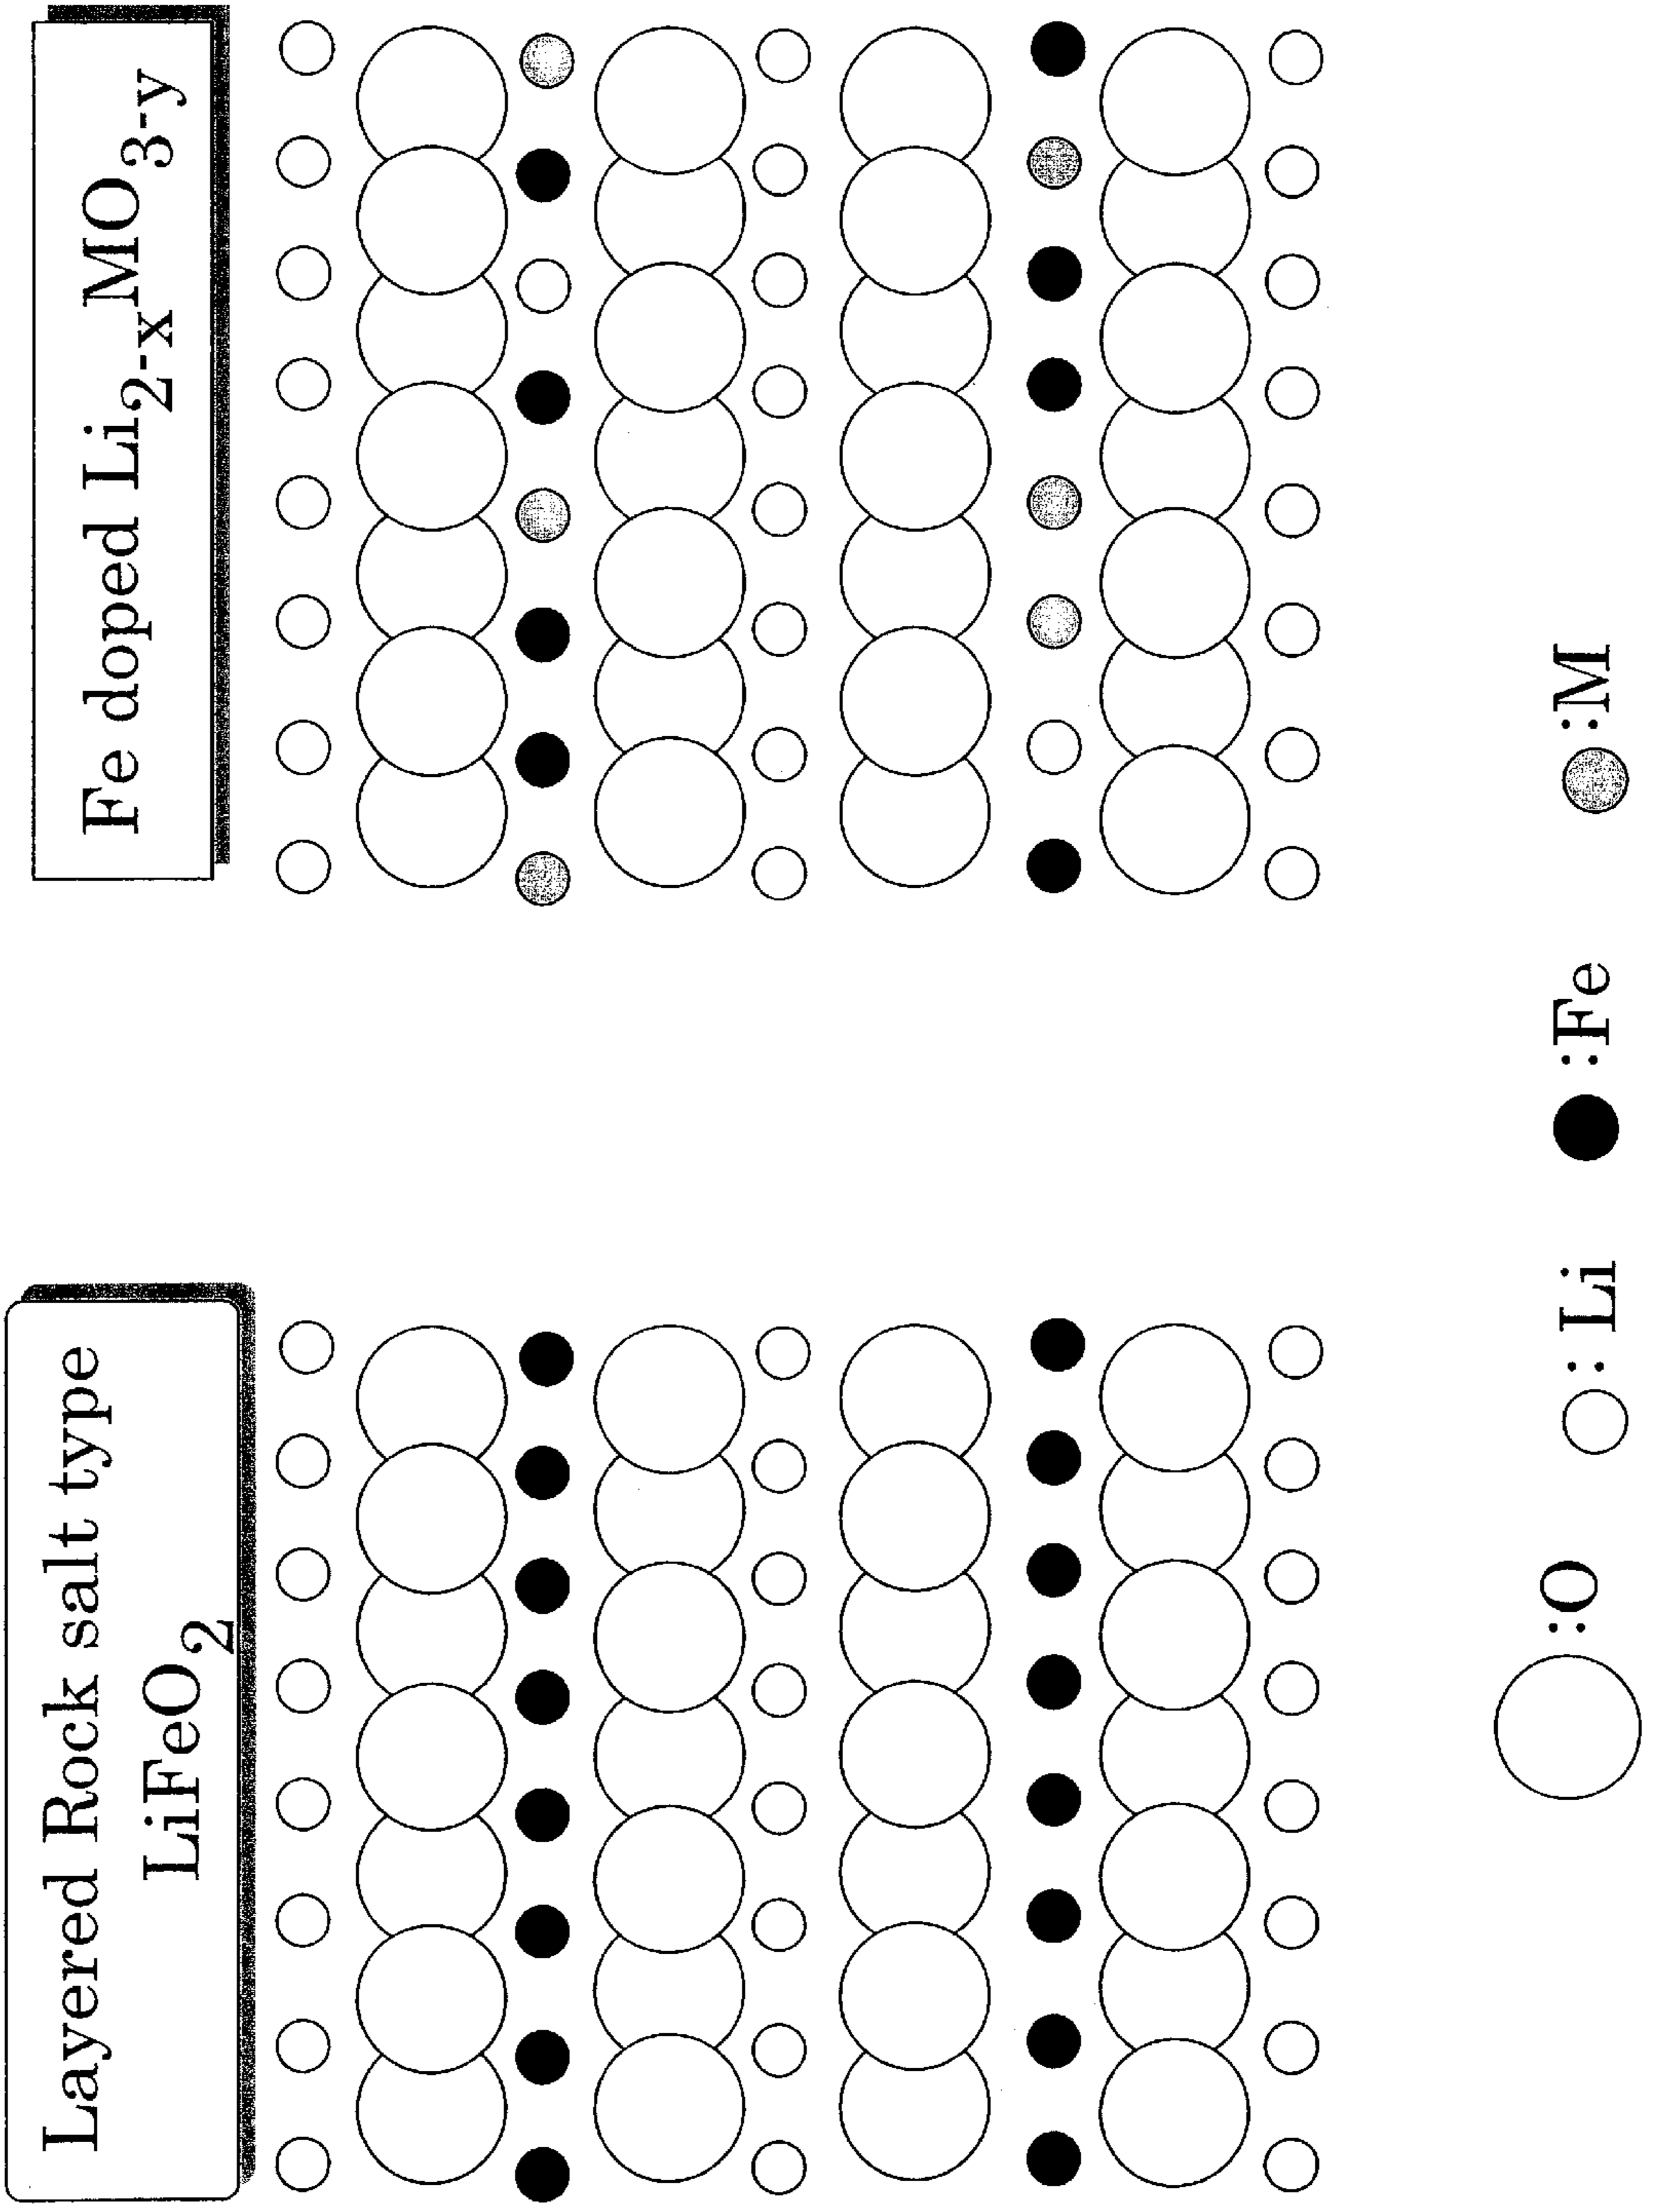 Layered Rock salt type
LiFeO2
Fe doped Li2-xMO3-y
:O
: Li
:Fe
:M